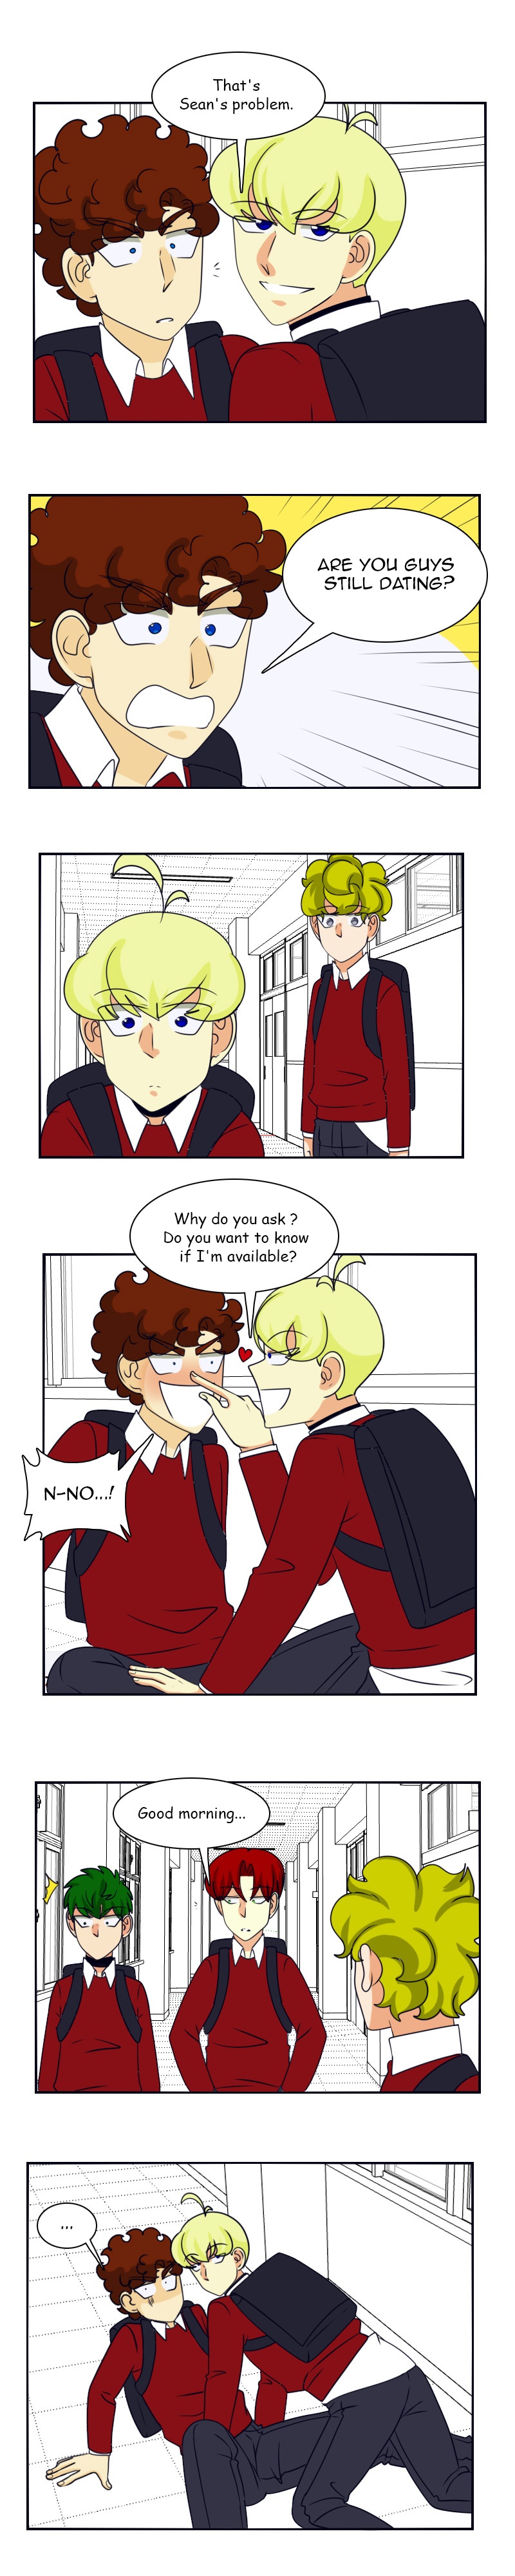 That's
Sean's problem.
ARE YOU GUYS
STILL DATING?
Why do you ask ?
Do you want to know
if I'm available?
N-NO...!
Good morning...
...